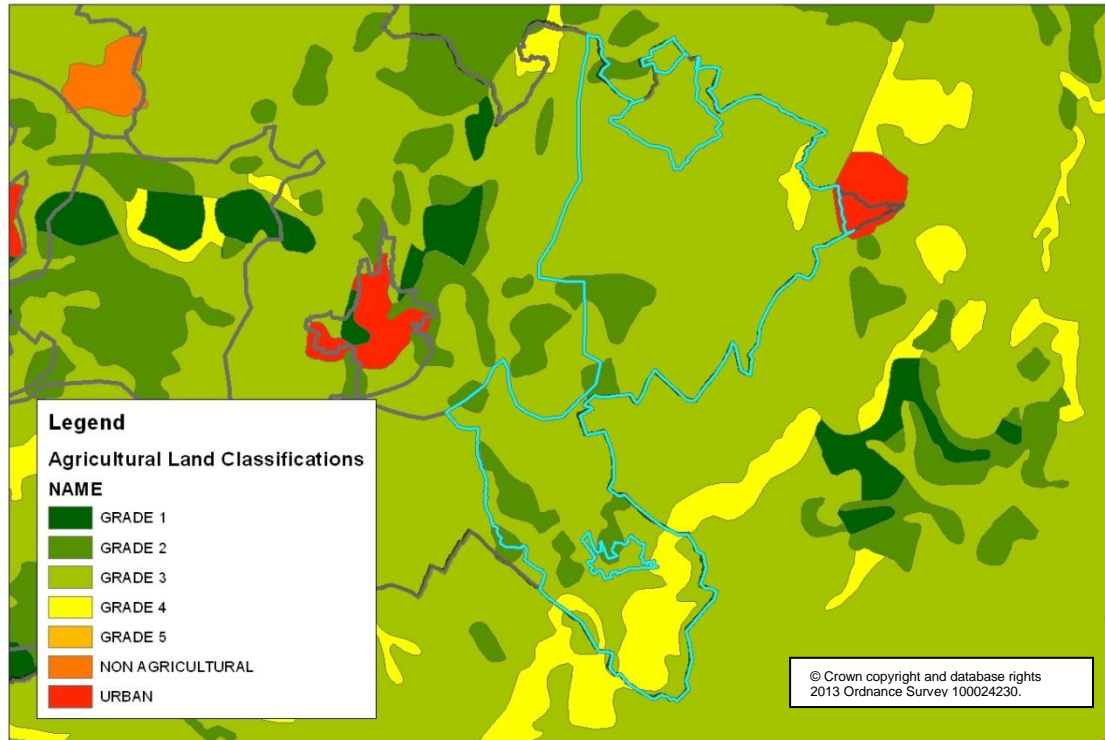 Legend
Agricultural Land Classifications
NAME
GRADE 1
GRADE 2
GRADE 3
GRADE 4
GRADE 5
NON AGRICULTURAL
URBAN
© Crown copyright and database rights
2013 Ordnance Survey 100024230.